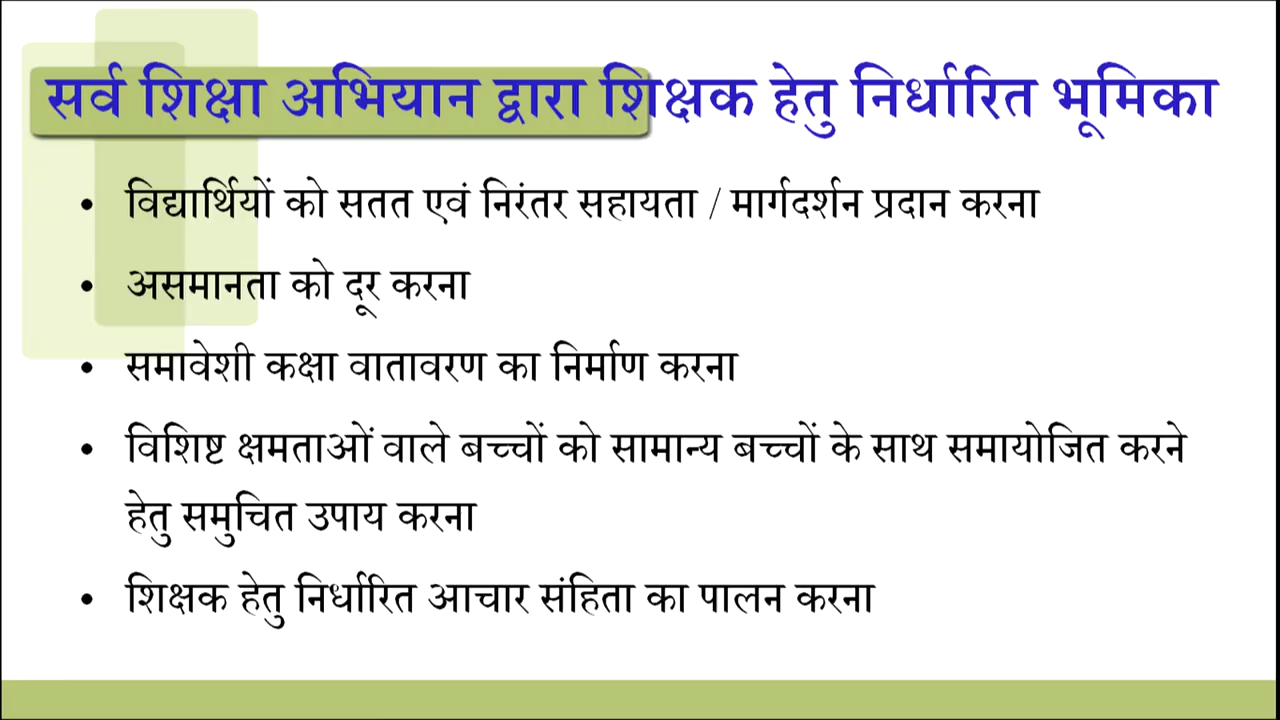 सर्व शिक्षा अभियान द्वारा शिक्षक हेतु निर्धारित भूमिका
• विद्यार्थियों को सतत एवं निरंतर सहायता / मार्गदर्शन प्रदान करना
• असमानता को दूर करना
• समावेशी कक्षा वातावरण का निर्माण करना
• विशिष्ट क्षमताओं वाले बच्चों को सामान्य बच्चों के साथ समायोजित करने
हेतु समुचित उपाय करना
• शिक्षक हेतु निर्धारित आचार संहिता का पालन करना